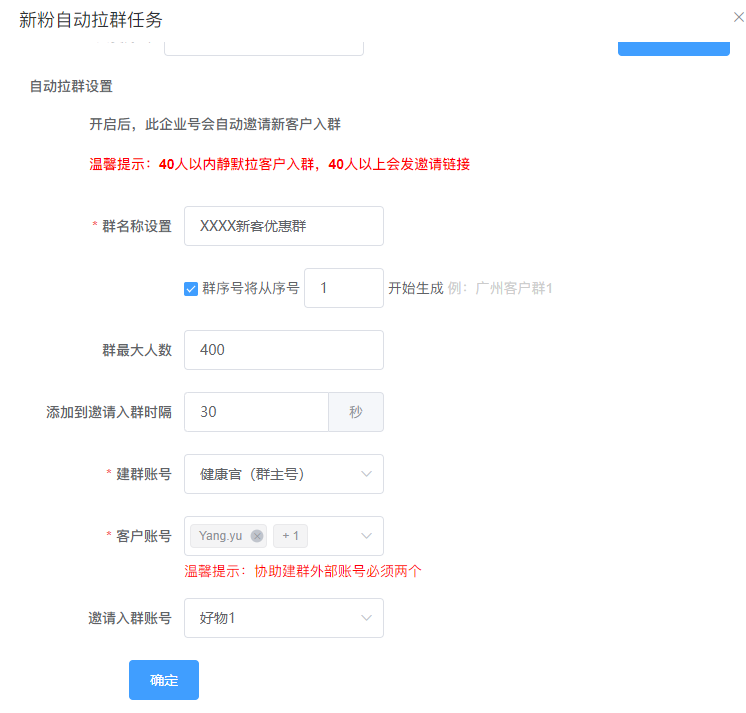 新粉自动拉群任务
自动拉群设置
开启后，此企业号会自动邀请新客户入群
温馨提示：40人以内静默拉客户入群，40人以上会发邀请链接
* 群名称设置 XXXX新客优惠群
群序号将从序号 1 开始生成 例：广州客户群1
群最大人数 400
添加到邀请入群时隔 30 秒
* 建群账号 健康官（群主号）
* 客户账号 Yang.yu + 1
温馨提示：协助建群外部账号必须两个
邀请入群账号 好物1
确定